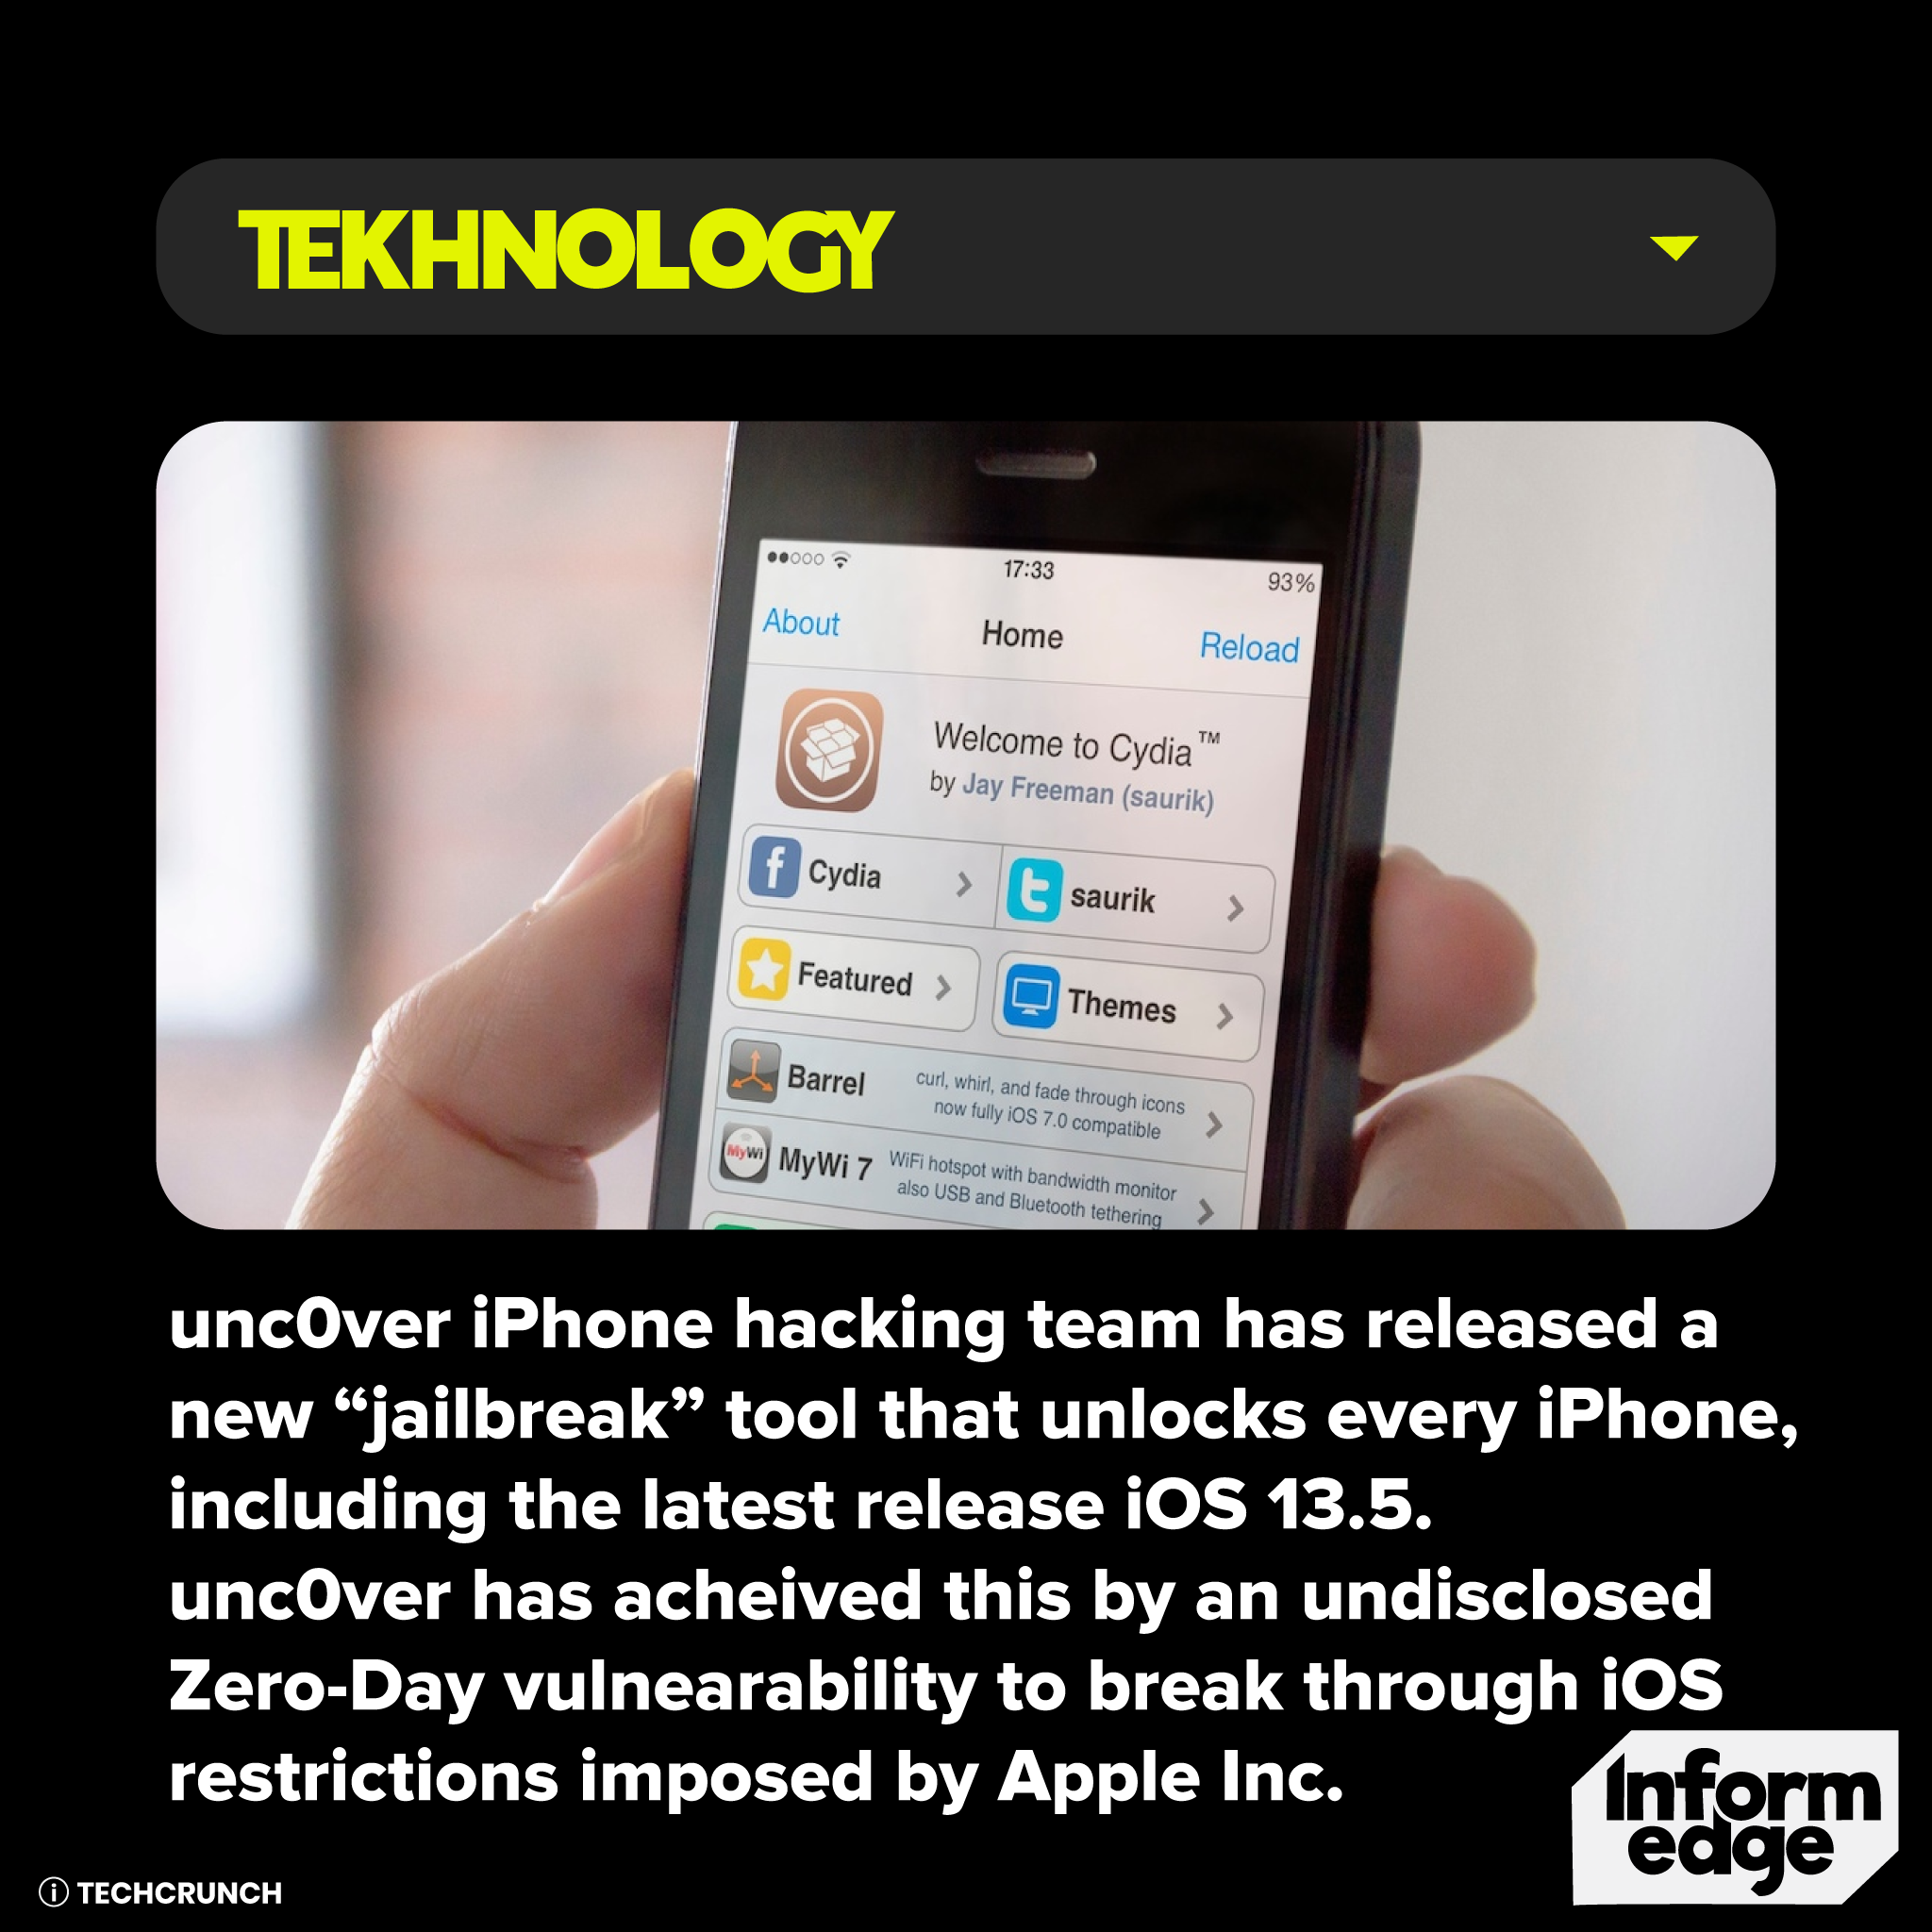 TEKHNOLOGY
17:33
93%
About
Home
Reload
Welcome to Cydia™
by Jay Freeman (saurik)
Cydia
saurik
Featured
Themes
Barrel
curl, whirl, and fade through icons
now fully iOS 7.0 compatible
MyWi
MyWi 7
WiFi hotspot with bandwidth monitor
also USB and Bluetooth tethering
unc0ver iPhone hacking team has released a
new “jailbreak” tool that unlocks every iPhone,
including the latest release iOS 13.5.
unc0ver has acheived this by an undisclosed
Zero-Day vulnearability to break through iOS
restrictions imposed by Apple Inc.
Inform
edge
TECHCRUNCH